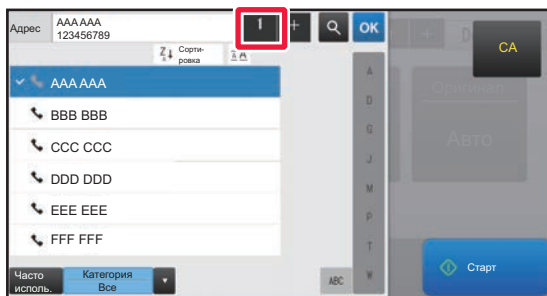 Адрес
AAA AAA
123456789
1
+
OK
CA
Z
a
Сорти-
ровка
AAA AAA
BBB BBB
CCC CCC
DDD DDD
EEE EEE
FFF FFF
A
D
G
J
M
P
T
W
Оригинал
Авто
Часто
исполь.
Категория
Все
ABC
Старт